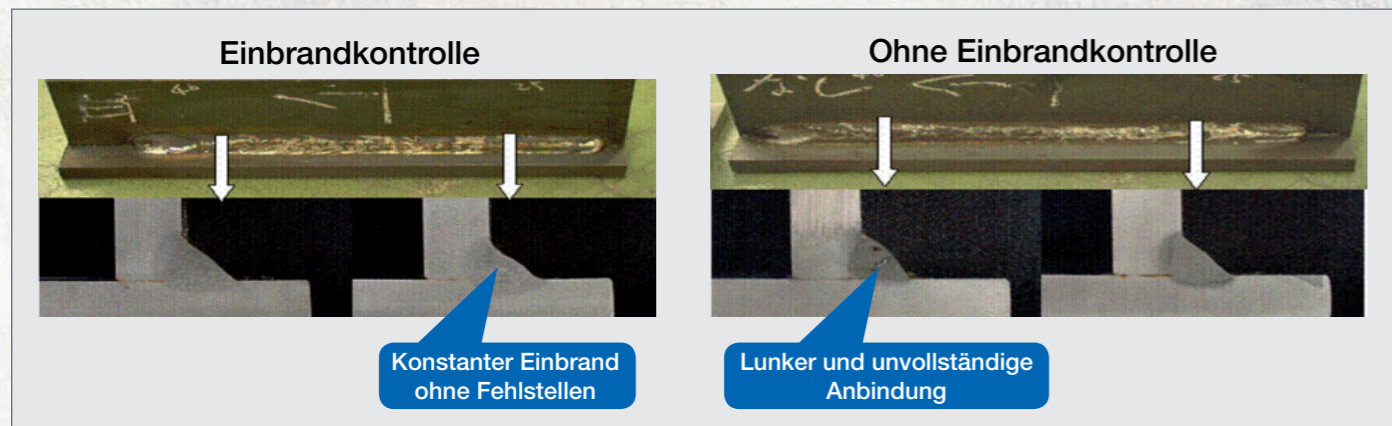 Einbrandkontrolle
Ohne Einbrandkontrolle
Konstanter Einbrand
ohne Fehlstellen
Lunker und unvollständige
Anbindung